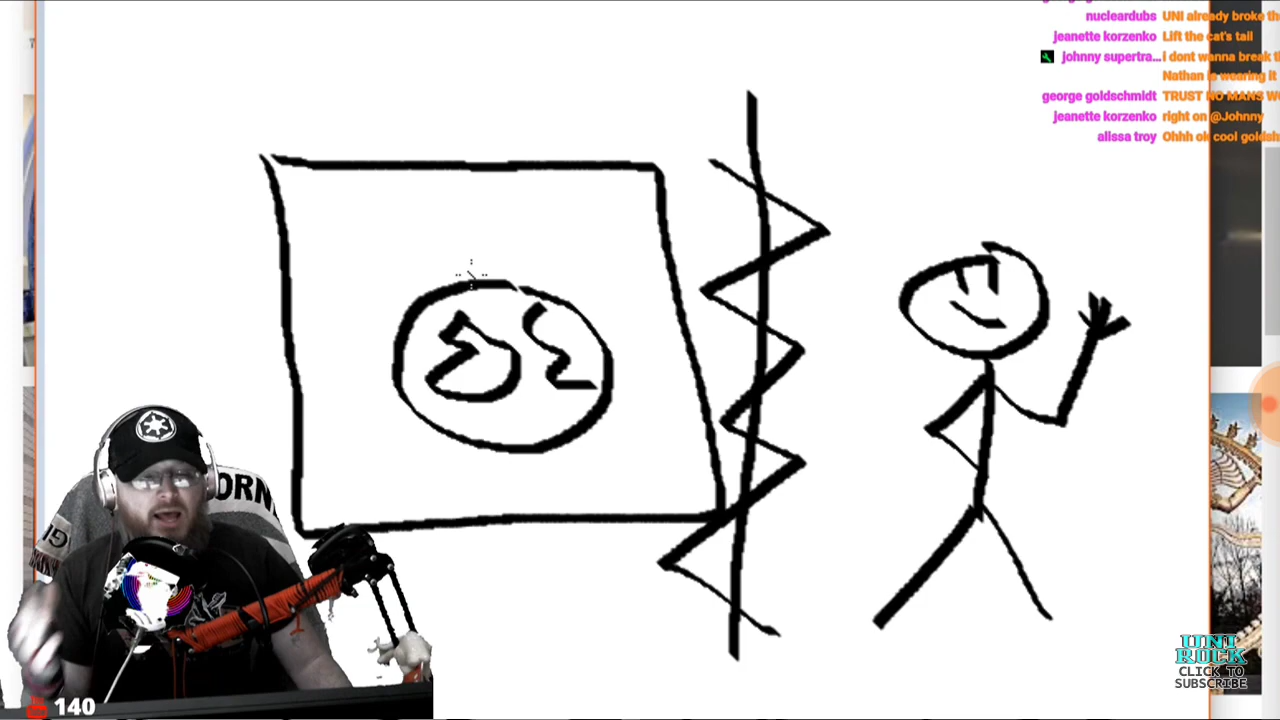 nucleardubs UNI already broke th
jeanette korzenko Lift the cat's tail
johnny supertra... i dont wanna break t
Nathan is wearing it
george goldschmidt TRUST NO MANS W
jeanette korzenko right on @Johnny
alissa troy Ohhh ok cool goldsh
ORN
UNI
ROCK
CLICK TO
SUBSCRIBE
140